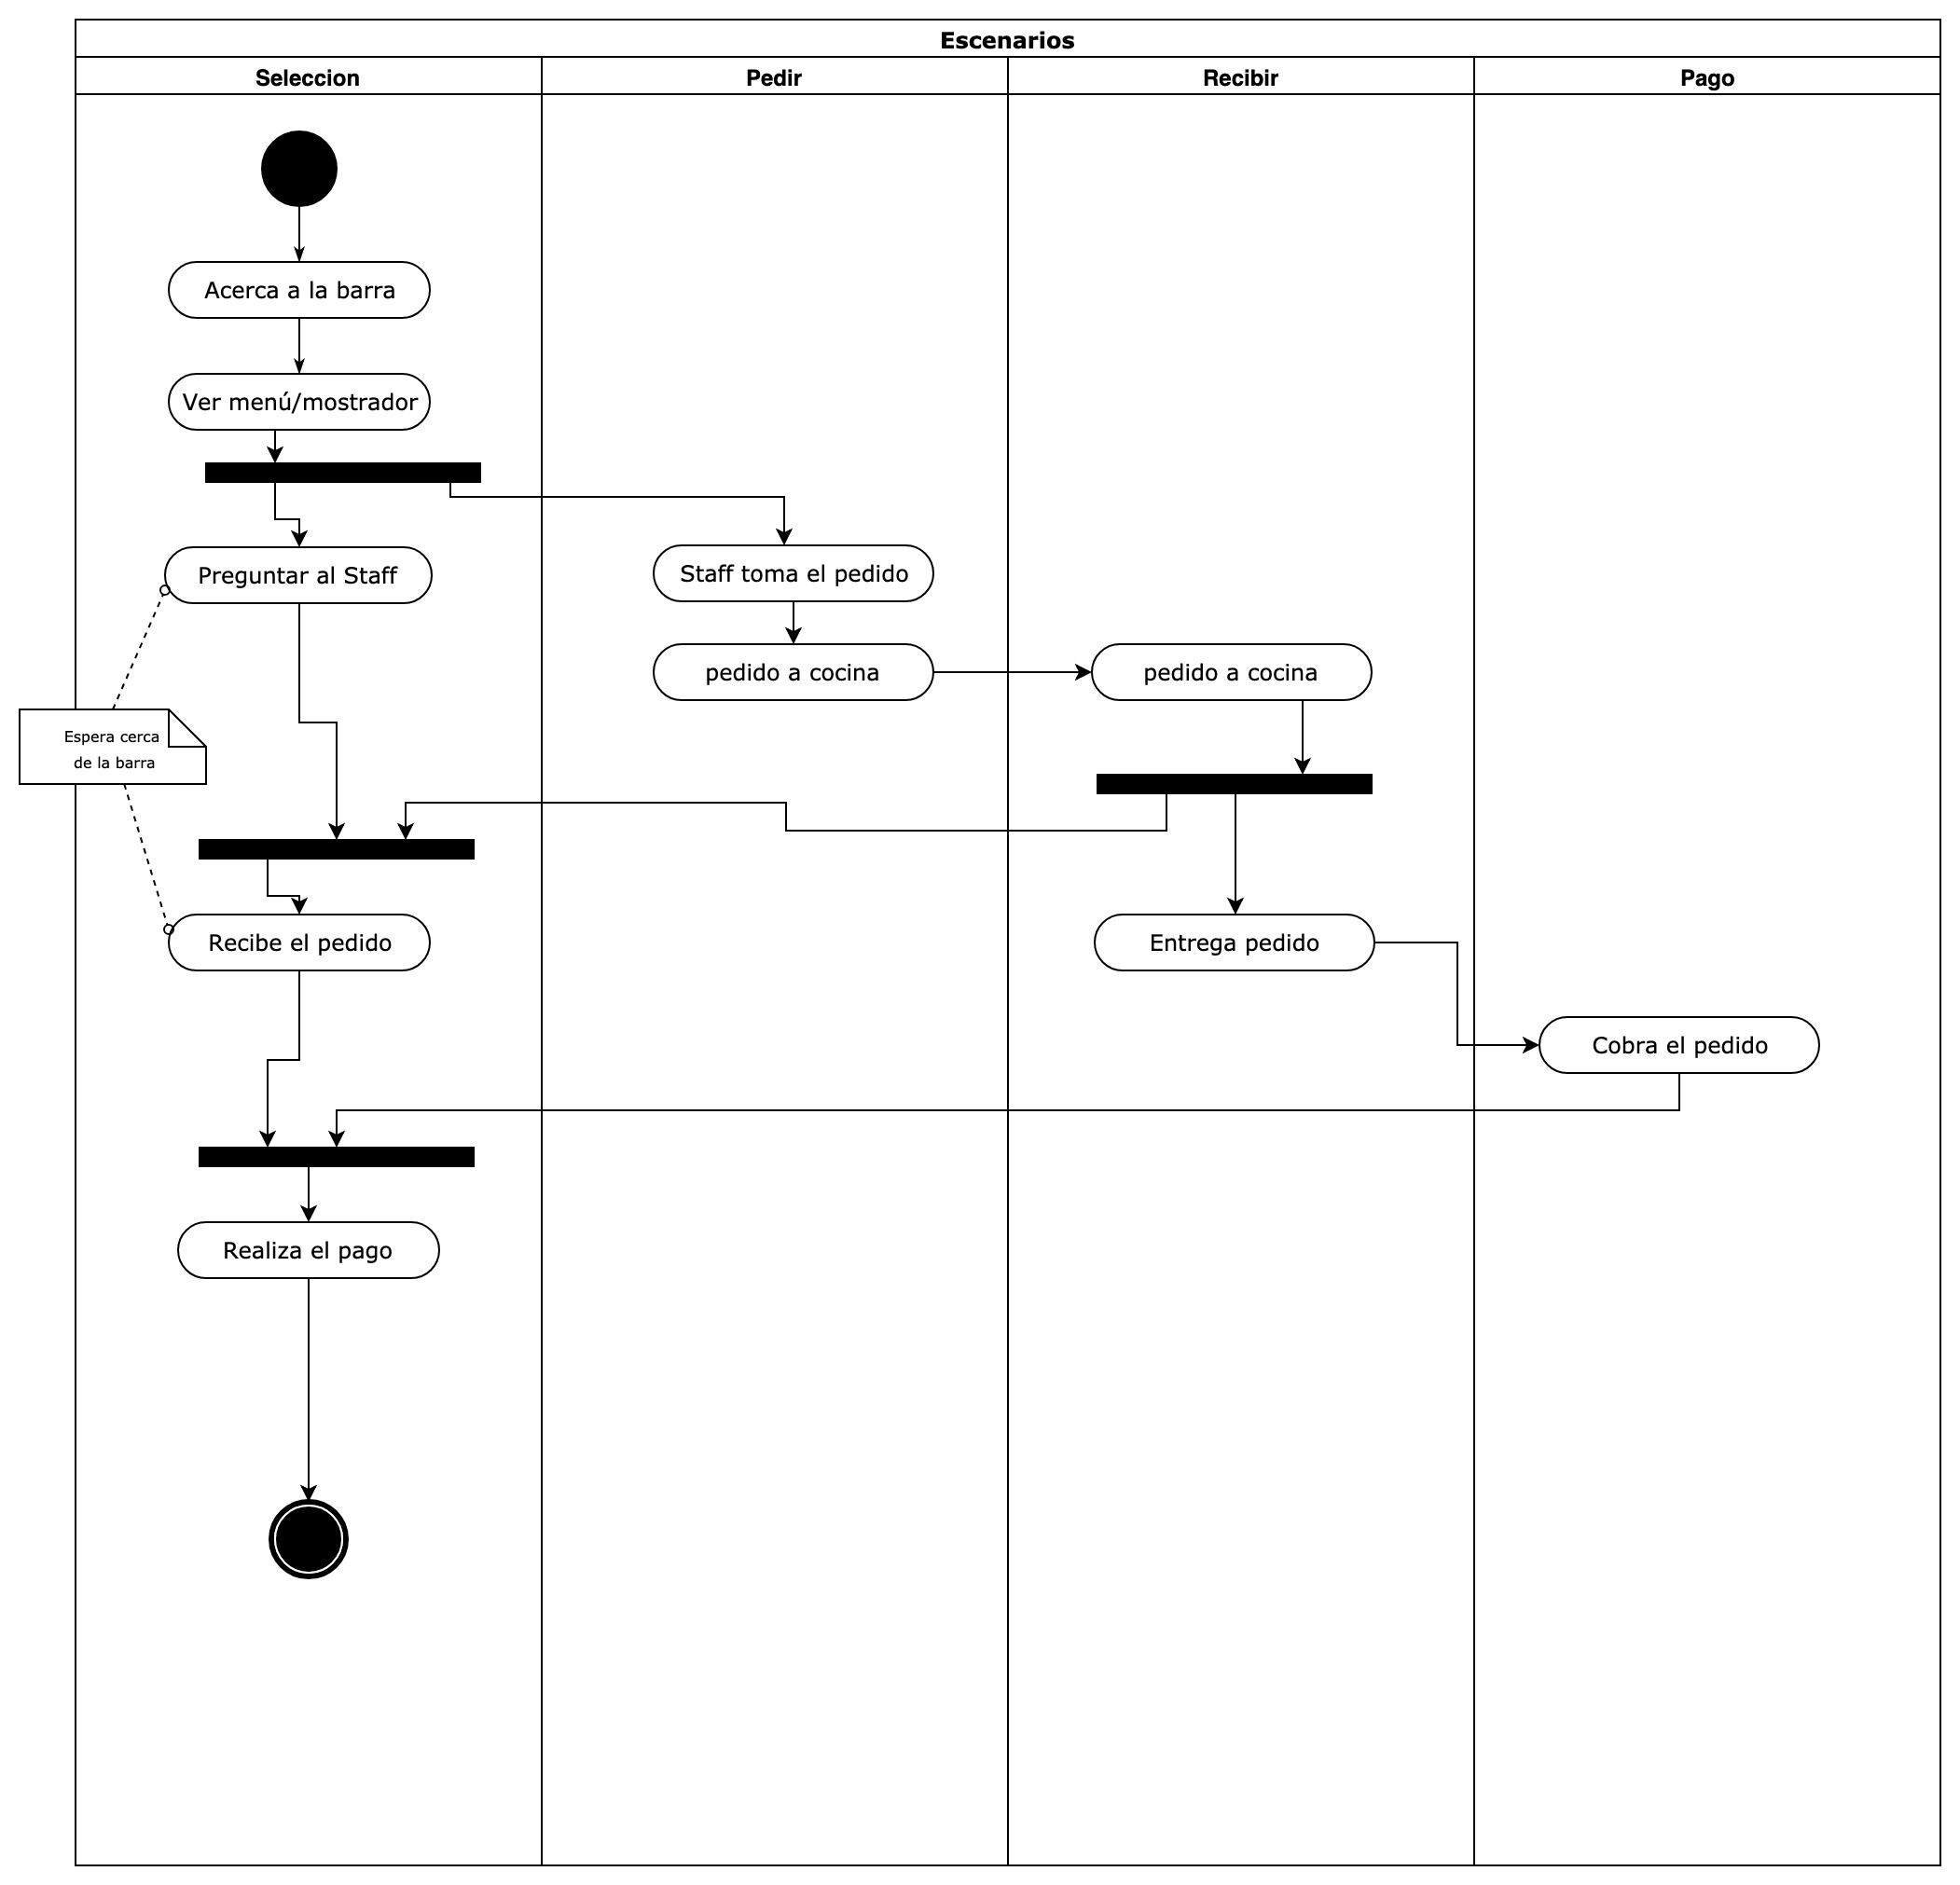 Escenarios
Seleccion
Pedir
Recibir
Pago
Acerca a la barra
Ver menú/mostrador
Preguntar al Staff
Staff toma el pedido
pedido a cocina
pedido a cocina
Espera cerca
de la barra
Recibe el pedido
Entrega pedido
Cobra el pedido
Realiza el pago